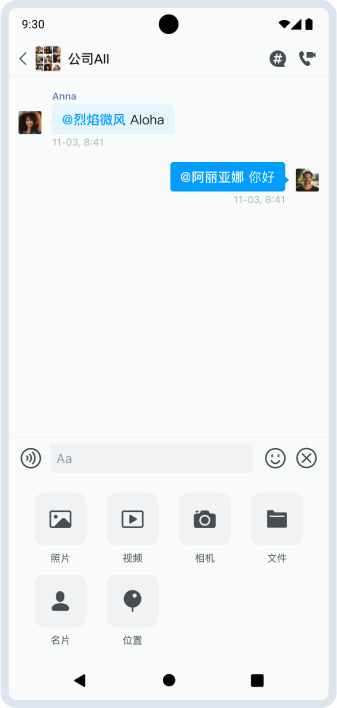 9:30
公司All
Anna
@烈焰微风 Aloha
11-03, 8:41
@阿丽亚娜 你好
11-03, 8:41
Aa
照片 视频 相机 文件
名片 位置